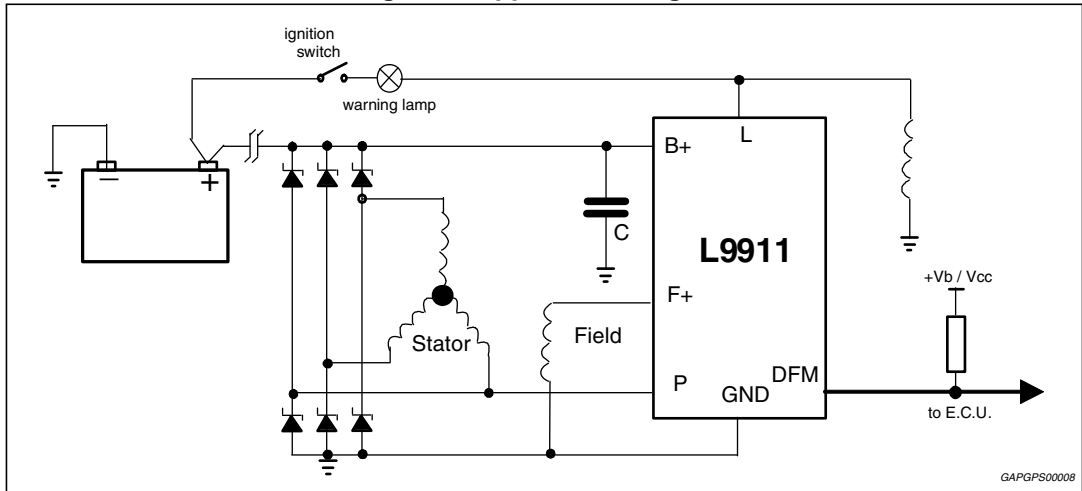 ignition
switch
warning lamp
L
B+
−
+
C
L9911
+Vb / Vcc
F+
Field
Stator
DFM
P
GND
to E.C.U.
GAPGPS00008